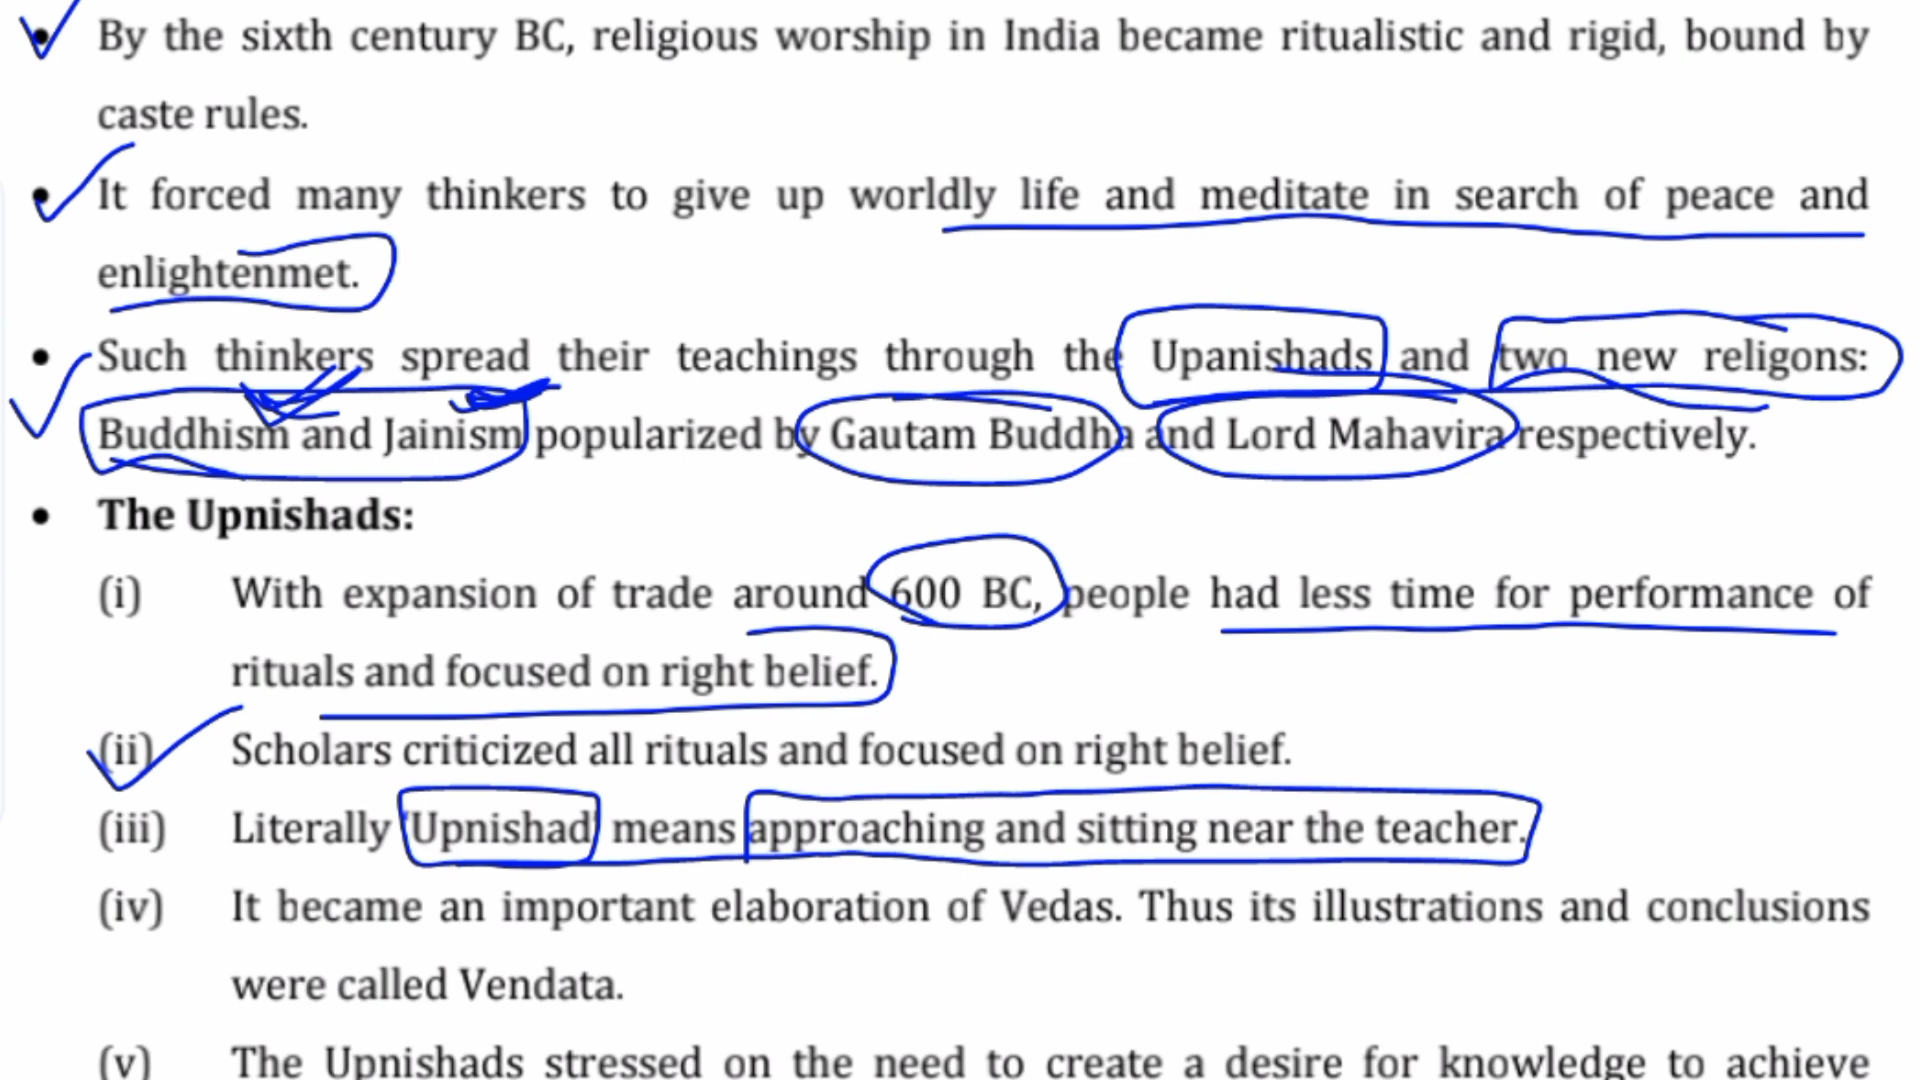 • By the sixth century BC, religious worship in India became ritualistic and rigid, bound by
caste rules.
• It forced many thinkers to give up worldly life and meditate in search of peace and
enlightenmet.
• Such thinkers spread their teachings through the Upanishads and two new religons:
Buddhism and Jainism popularized by Gautam Buddha and Lord Mahavira respectively.
• The Upnishads:
(i) With expansion of trade around 600 BC, people had less time for performance of
rituals and focused on right belief.
(ii) Scholars criticized all rituals and focused on right belief.
(iii) Literally 'Upnishad' means approaching and sitting near the teacher.
(iv) It became an important elaboration of Vedas. Thus its illustrations and conclusions
were called Vendata.
(v) The Upnishads stressed on the need to create a desire for knowledge to achieve